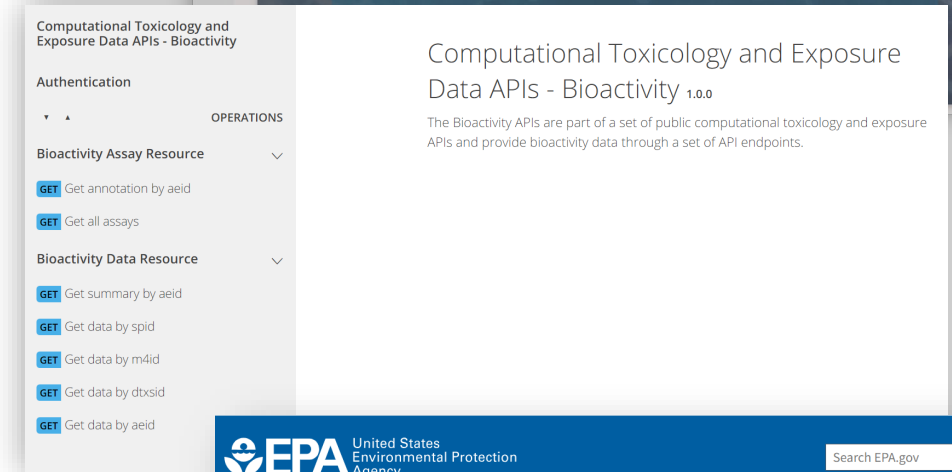 Computational Toxicology and
Exposure Data APIs - Bioactivity
Authentication
OPERATIONS
Bioactivity Assay Resource
GET Get annotation by aeid
GET Get all assays
Bioactivity Data Resource
GET Get summary by aeid
GET Get data by spid
GET Get data by m4id
GET Get data by dtxsid
GET Get data by aeid
Computational Toxicology and Exposure
Data APIs - Bioactivity 1.0.0
The Bioactivity APIs are part of a set of public computational toxicology and exposure
APIs and provide bioactivity data through a set of API endpoints.
EPA
United States
Environmental Protection
Agency
Search EPA.gov